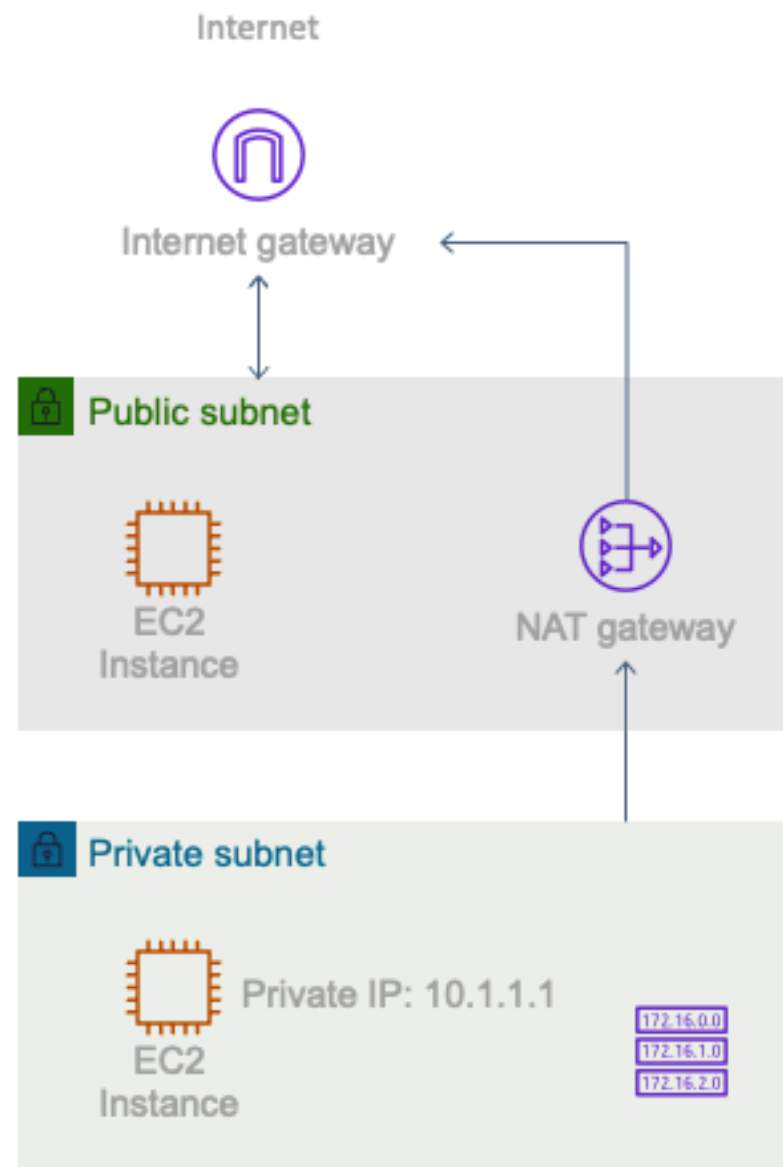 Internet
Internet gateway
Public subnet
EC2
Instance
NAT gateway
Private subnet
EC2
Instance
Private IP: 10.1.1.1
172.16.0.0
172.16.1.0
172.16.2.0